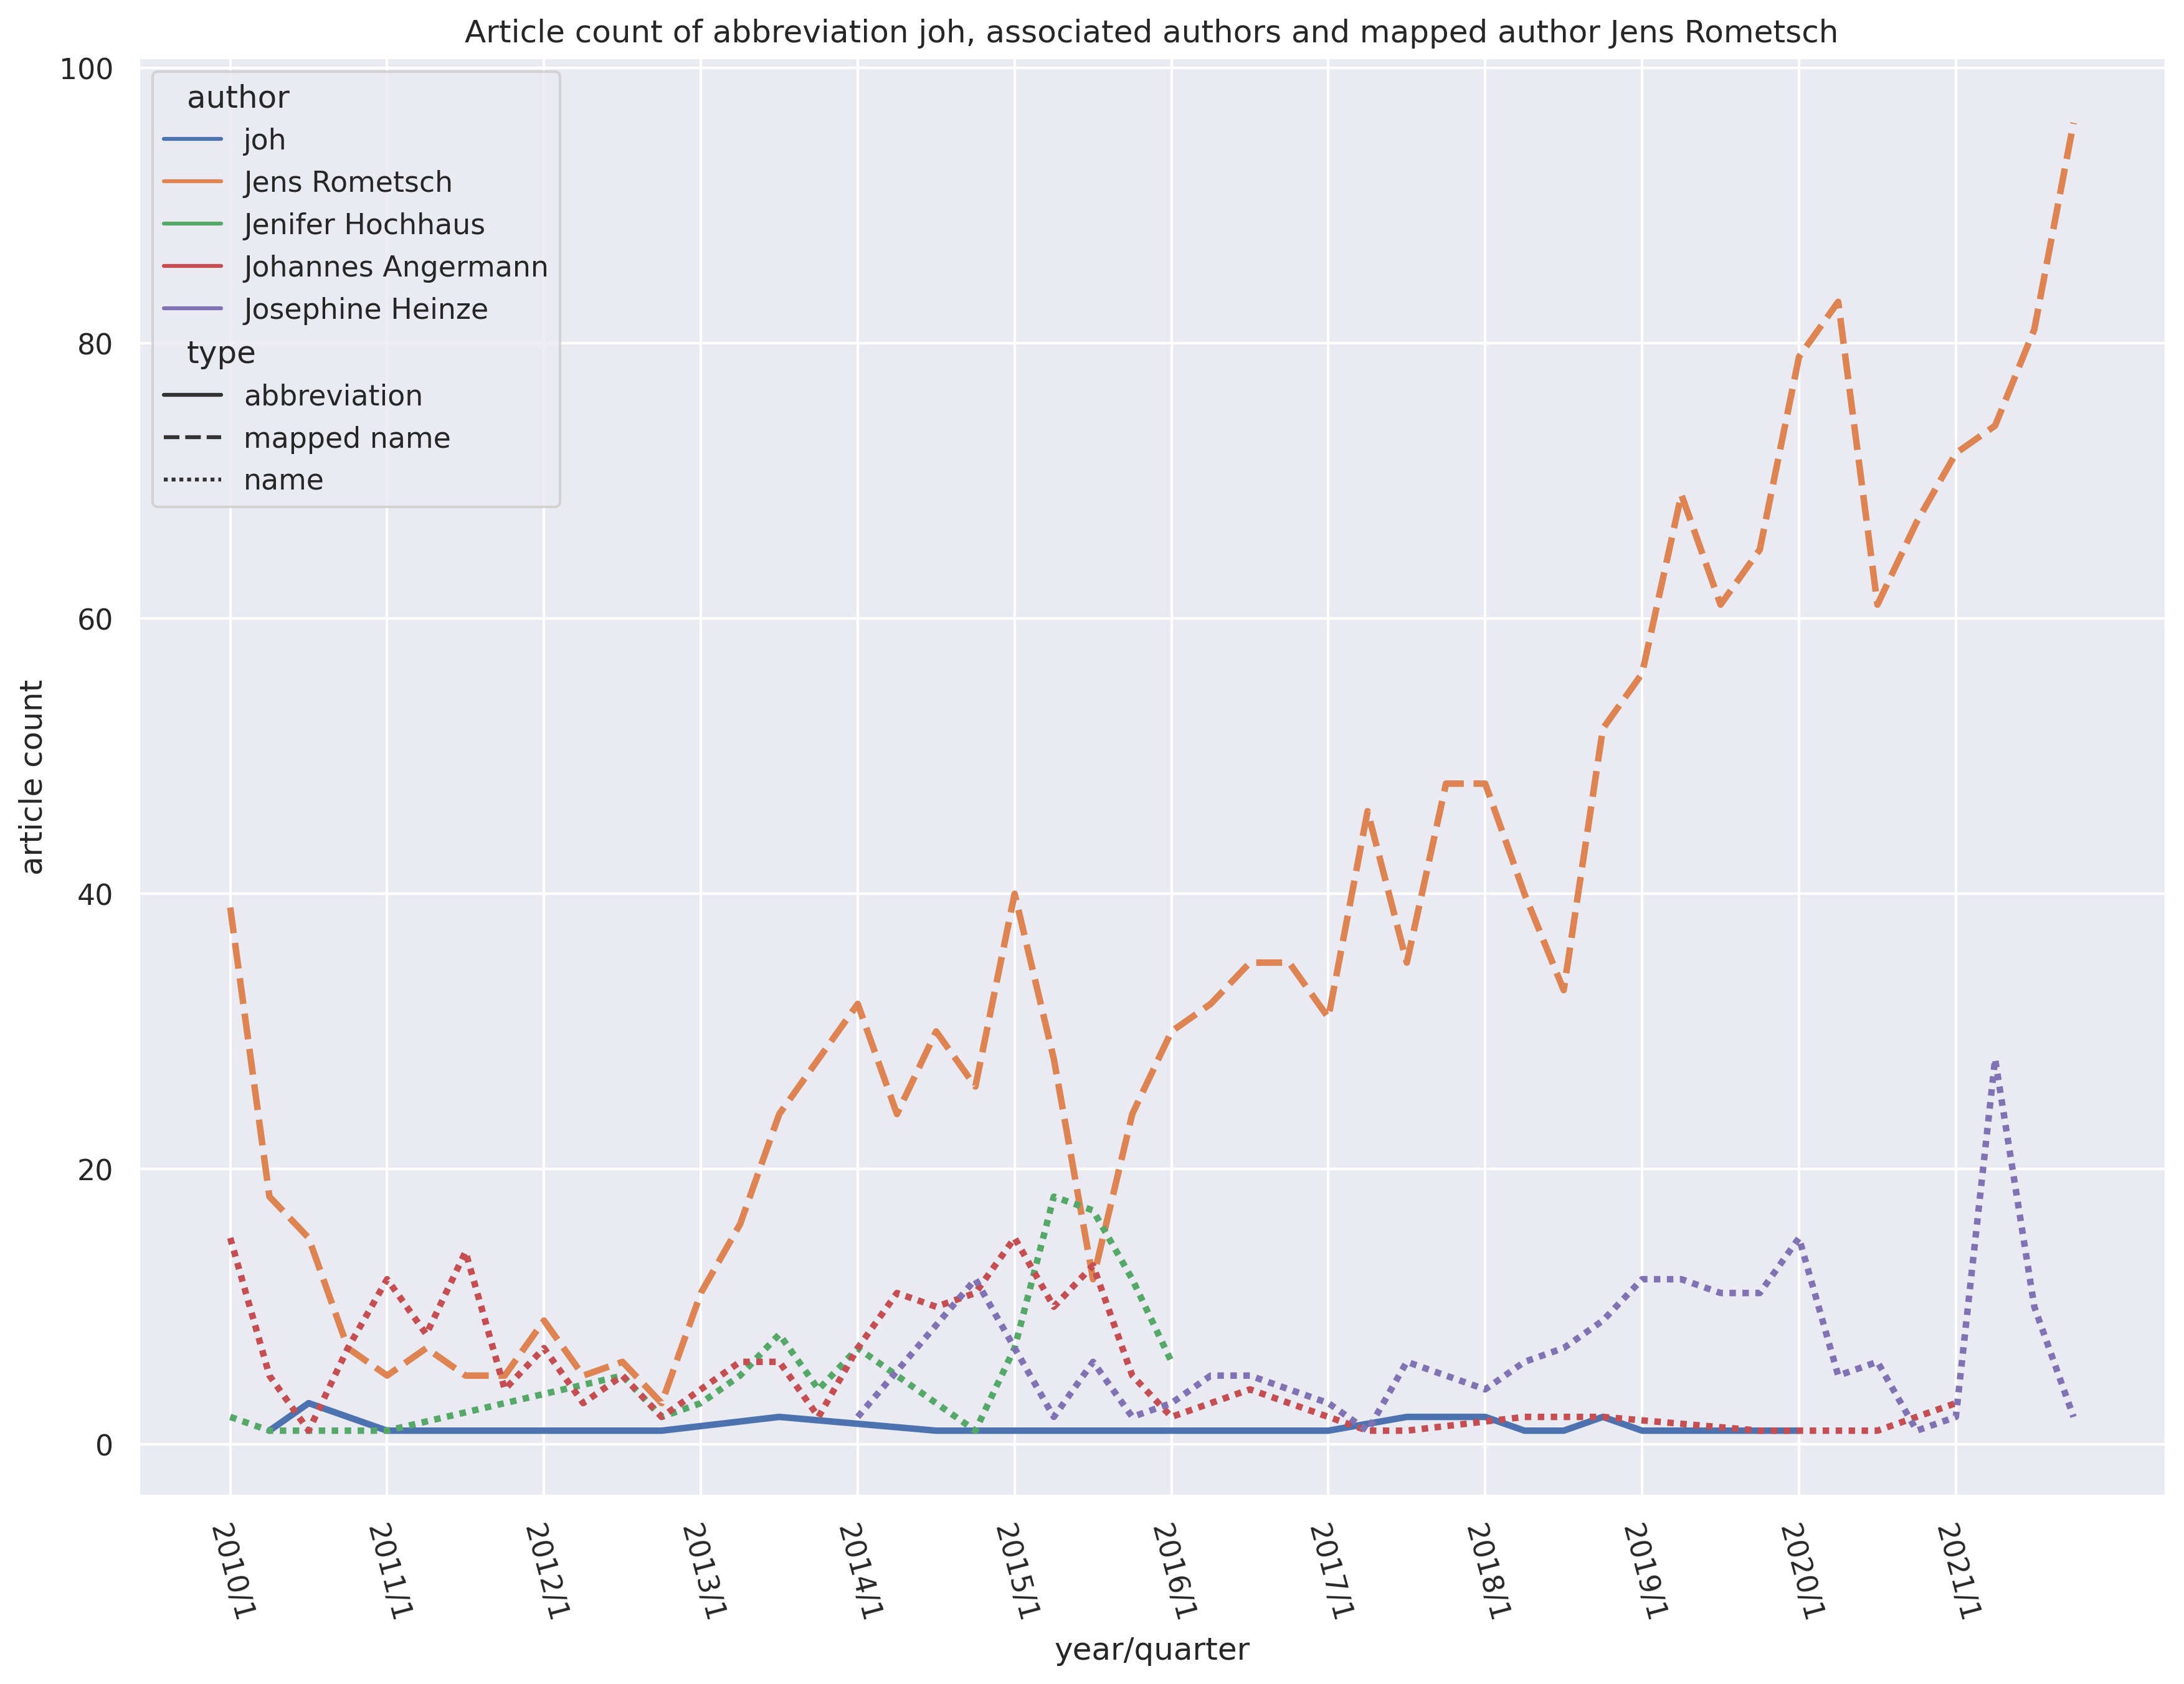 Article count of abbreviation joh, associated authors and mapped author Jens Rometsch
100
80
60
40
20
0
article count
author
joh
Jens Rometsch
Jenifer Hochhaus
Johannes Angermann
Josephine Heinze
type
abbreviation
mapped name
name
2010/1
2011/1
2012/1
2013/1
2014/1
2015/1
2016/1
2017/1
2018/1
2019/1
2020/1
2021/1
year/quarter